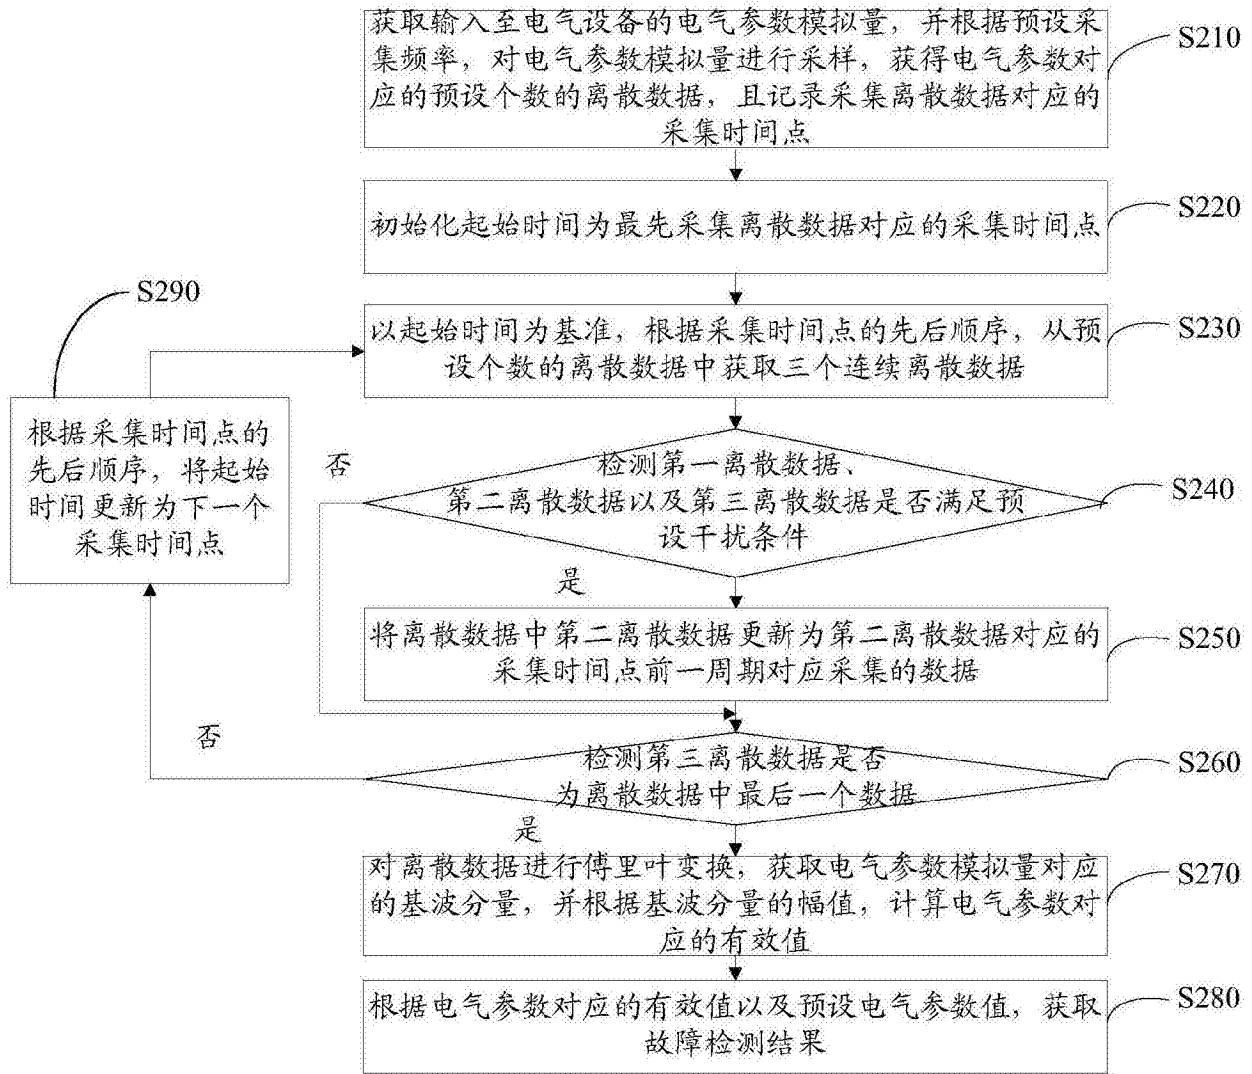 获取输入至电气设备的电气参数模拟量，并根据预设采
集频率，对电气参数模拟量进行采样，获得电气参数对
应的预设个数的离散数据，且记录采集离散数据对应的
采集时间点
S210
初始化起始时间为最先采集离散数据对应的采集时间点
S220
S290
以起始时间为基准，根据采集时间点的先后顺序，从预
设个数的离散数据中获取三个连续离散数据
S230
根据采集时间点的
先后顺序，将起始
时间更新为下一个
采集时间点
否
检测第一离散数据、
第二离散数据以及第三离散数据是否满足预
设干扰条件
S240
是
将离散数据中第二离散数据更新为第二离散数据对应的
采集时间点前一周期对应采集的数据
S250
否
检测第三离散数据是否
为离散数据中最后一个数据
S260
是
对离散数据进行傅里叶变换，获取电气参数模拟量对应
的基波分量，并根据基波分量的幅值，计算电气参数对
应的有效值
S270
根据电气参数对应的有效值以及预设电气参数值，获取
故障检测结果
S280